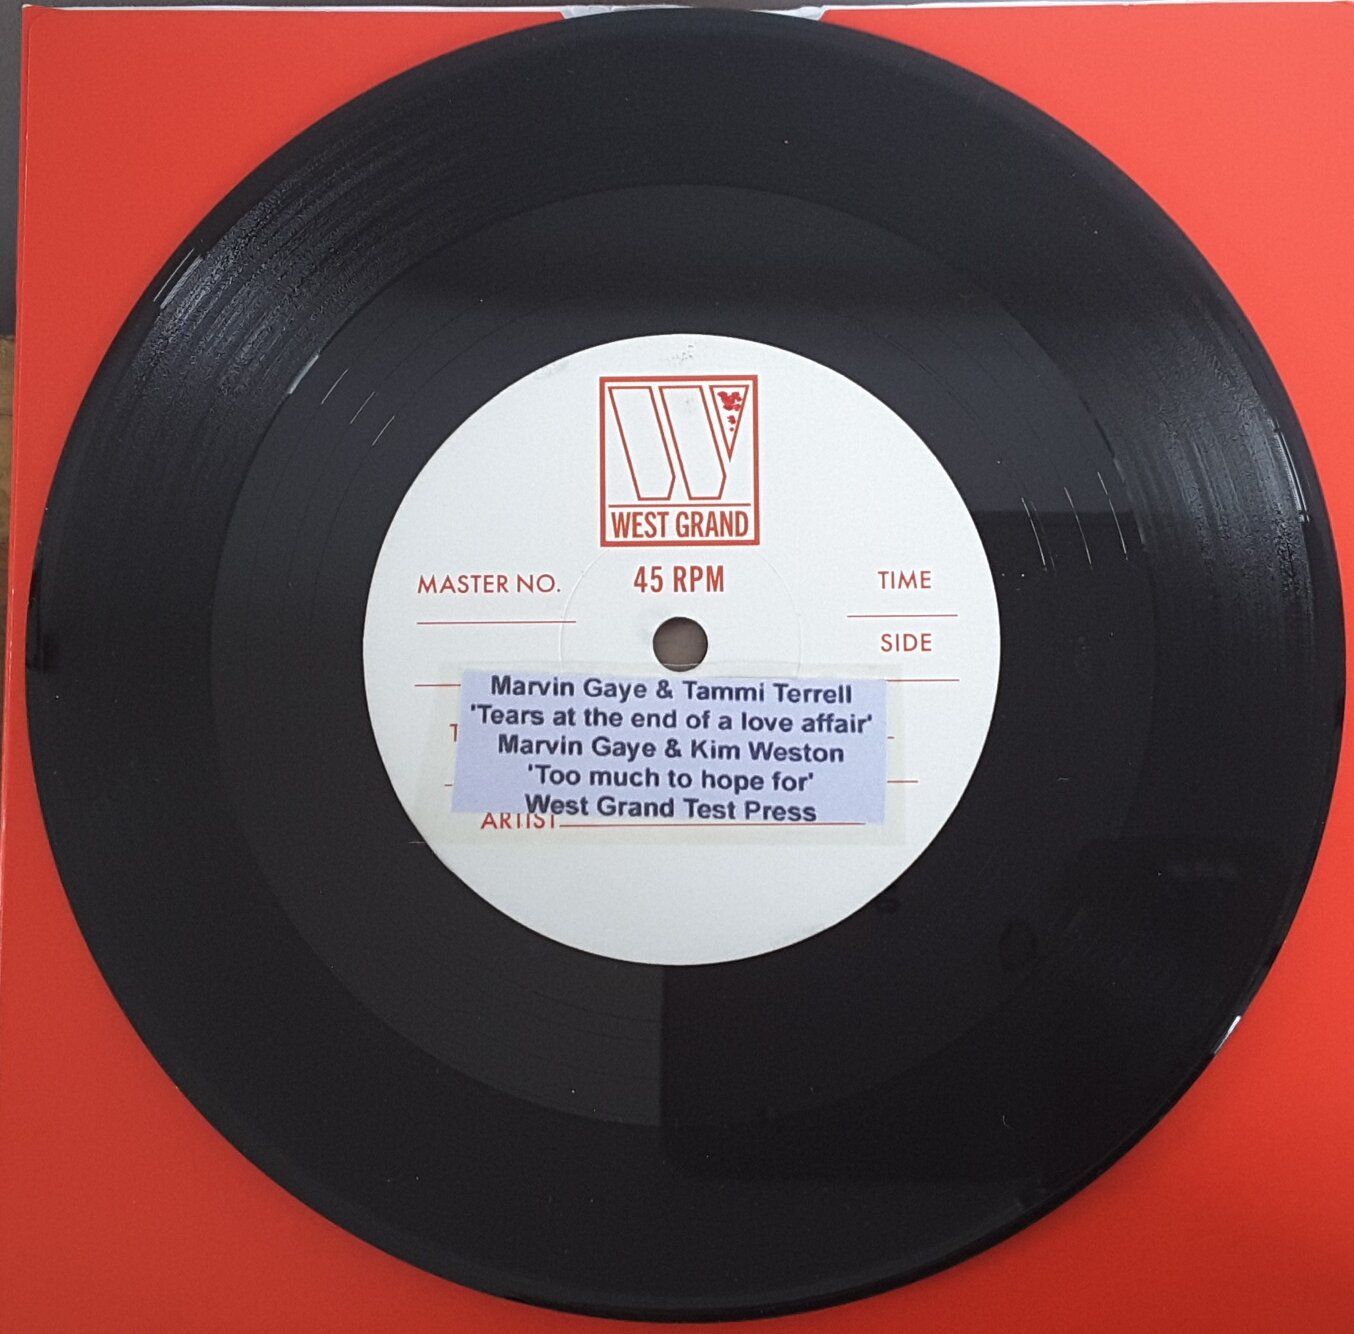 WEST GRAND
MASTER NO.
45 RPM
TIME
SIDE
Marvin Gaye & Tammi Terrell
'Tears at the end of a love affair'
Marvin Gaye & Kim Weston
'Too much to hope for'
West Grand Test Press
ARTIST